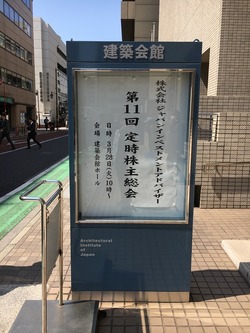 建築会館
株式会社 ジャパンインベストメントアドバイザー
第11回 定時株主総会
日時 3月28日(火)10時~
会場 建築会館ホール
Architectural
Institute of
Japan